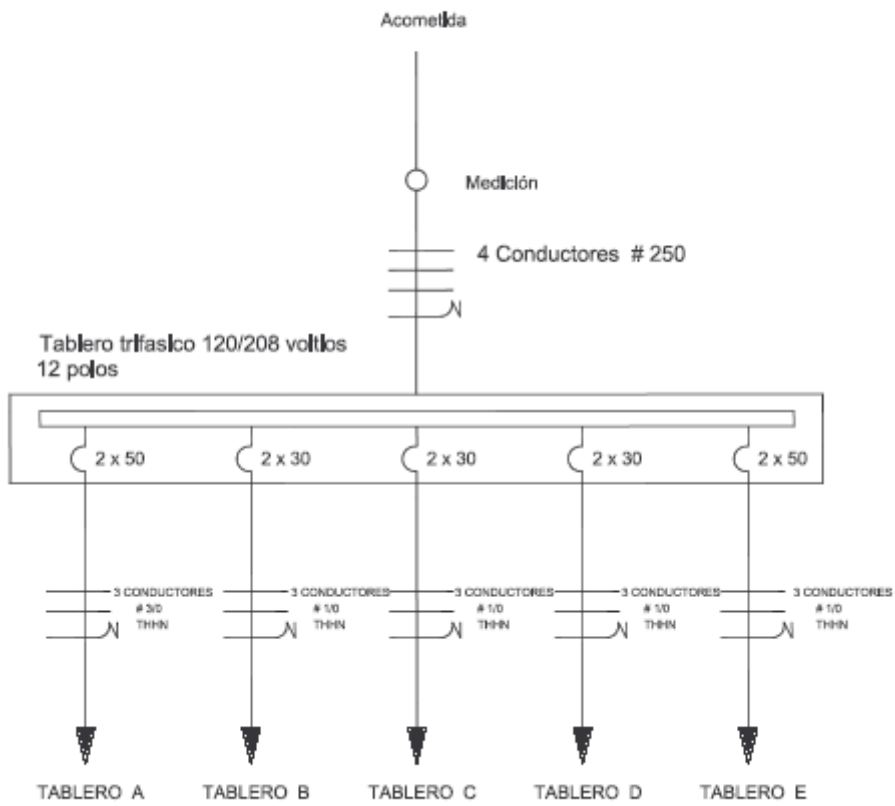 Acometida
Medición
4 Conductores # 250
N
Tablero trifasico 120/208 voltios
12 polos
2 x 50
2 x 30
2 x 30
2 x 30
2 x 50
3 CONDUCTORES
# 3/0
THHN
N
3 CONDUCTORES
# 1/0
THHN
N
3 CONDUCTORES
# 1/0
THHN
N
3 CONDUCTORES
# 1/0
THHN
N
3 CONDUCTORES
# 1/0
THHN
N
TABLERO A
TABLERO B
TABLERO C
TABLERO D
TABLERO E